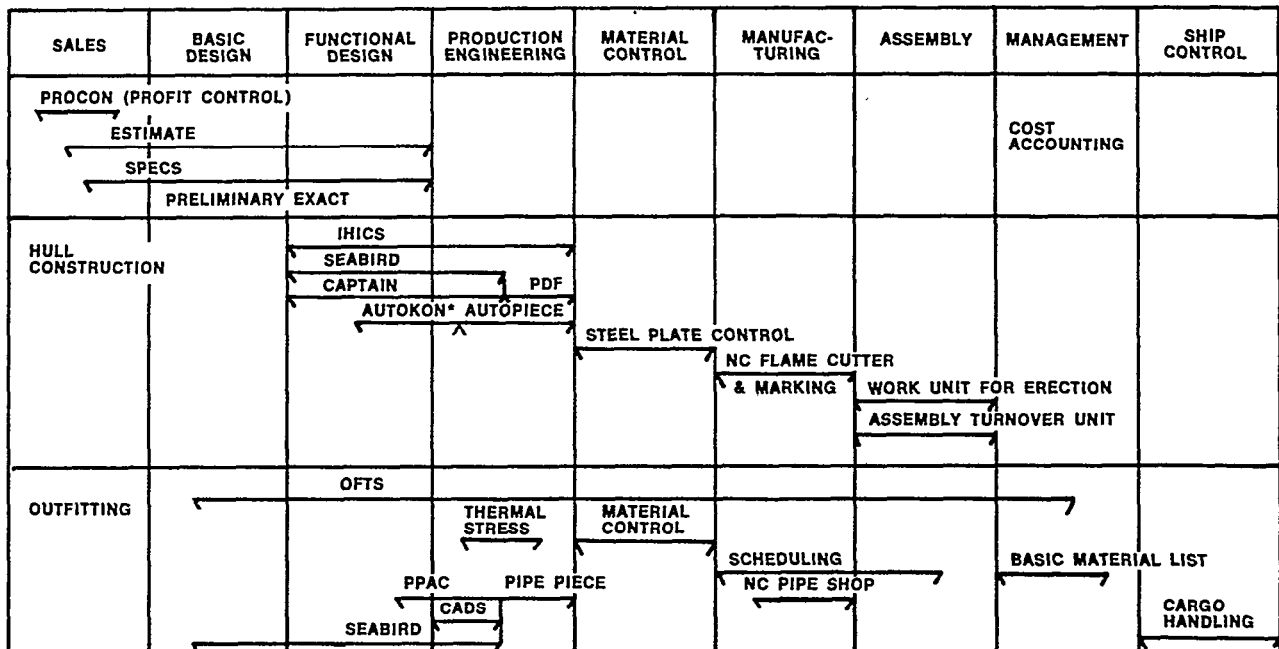 SALES
BASIC
DESIGN
FUNCTIONAL
DESIGN
PRODUCTION
ENGINEERING
MATERIAL
CONTROL
MANUFAC-
TURING
ASSEMBLY
MANAGEMENT
SHIP
CONTROL
PROCON (PROFIT CONTROL)
ESTIMATE
SPECS
PRELIMINARY EXACT
COST
ACCOUNTING
HULL
CONSTRUCTION
IHICS
SEABIRD
CAPTAIN
PDF
AUTOKON* AUTOPIECE
STEEL PLATE CONTROL
NC FLAME CUTTER
& MARKING
WORK UNIT FOR ERECTION
ASSEMBLY TURNOVER UNIT
OUTFITTING
OFTS
THERMAL
STRESS
MATERIAL
CONTROL
SCHEDULING
BASIC MATERIAL LIST
PPAC
PIPE PIECE
NC PIPE SHOP
CADS
SEABIRD
CARGO
HANDLING